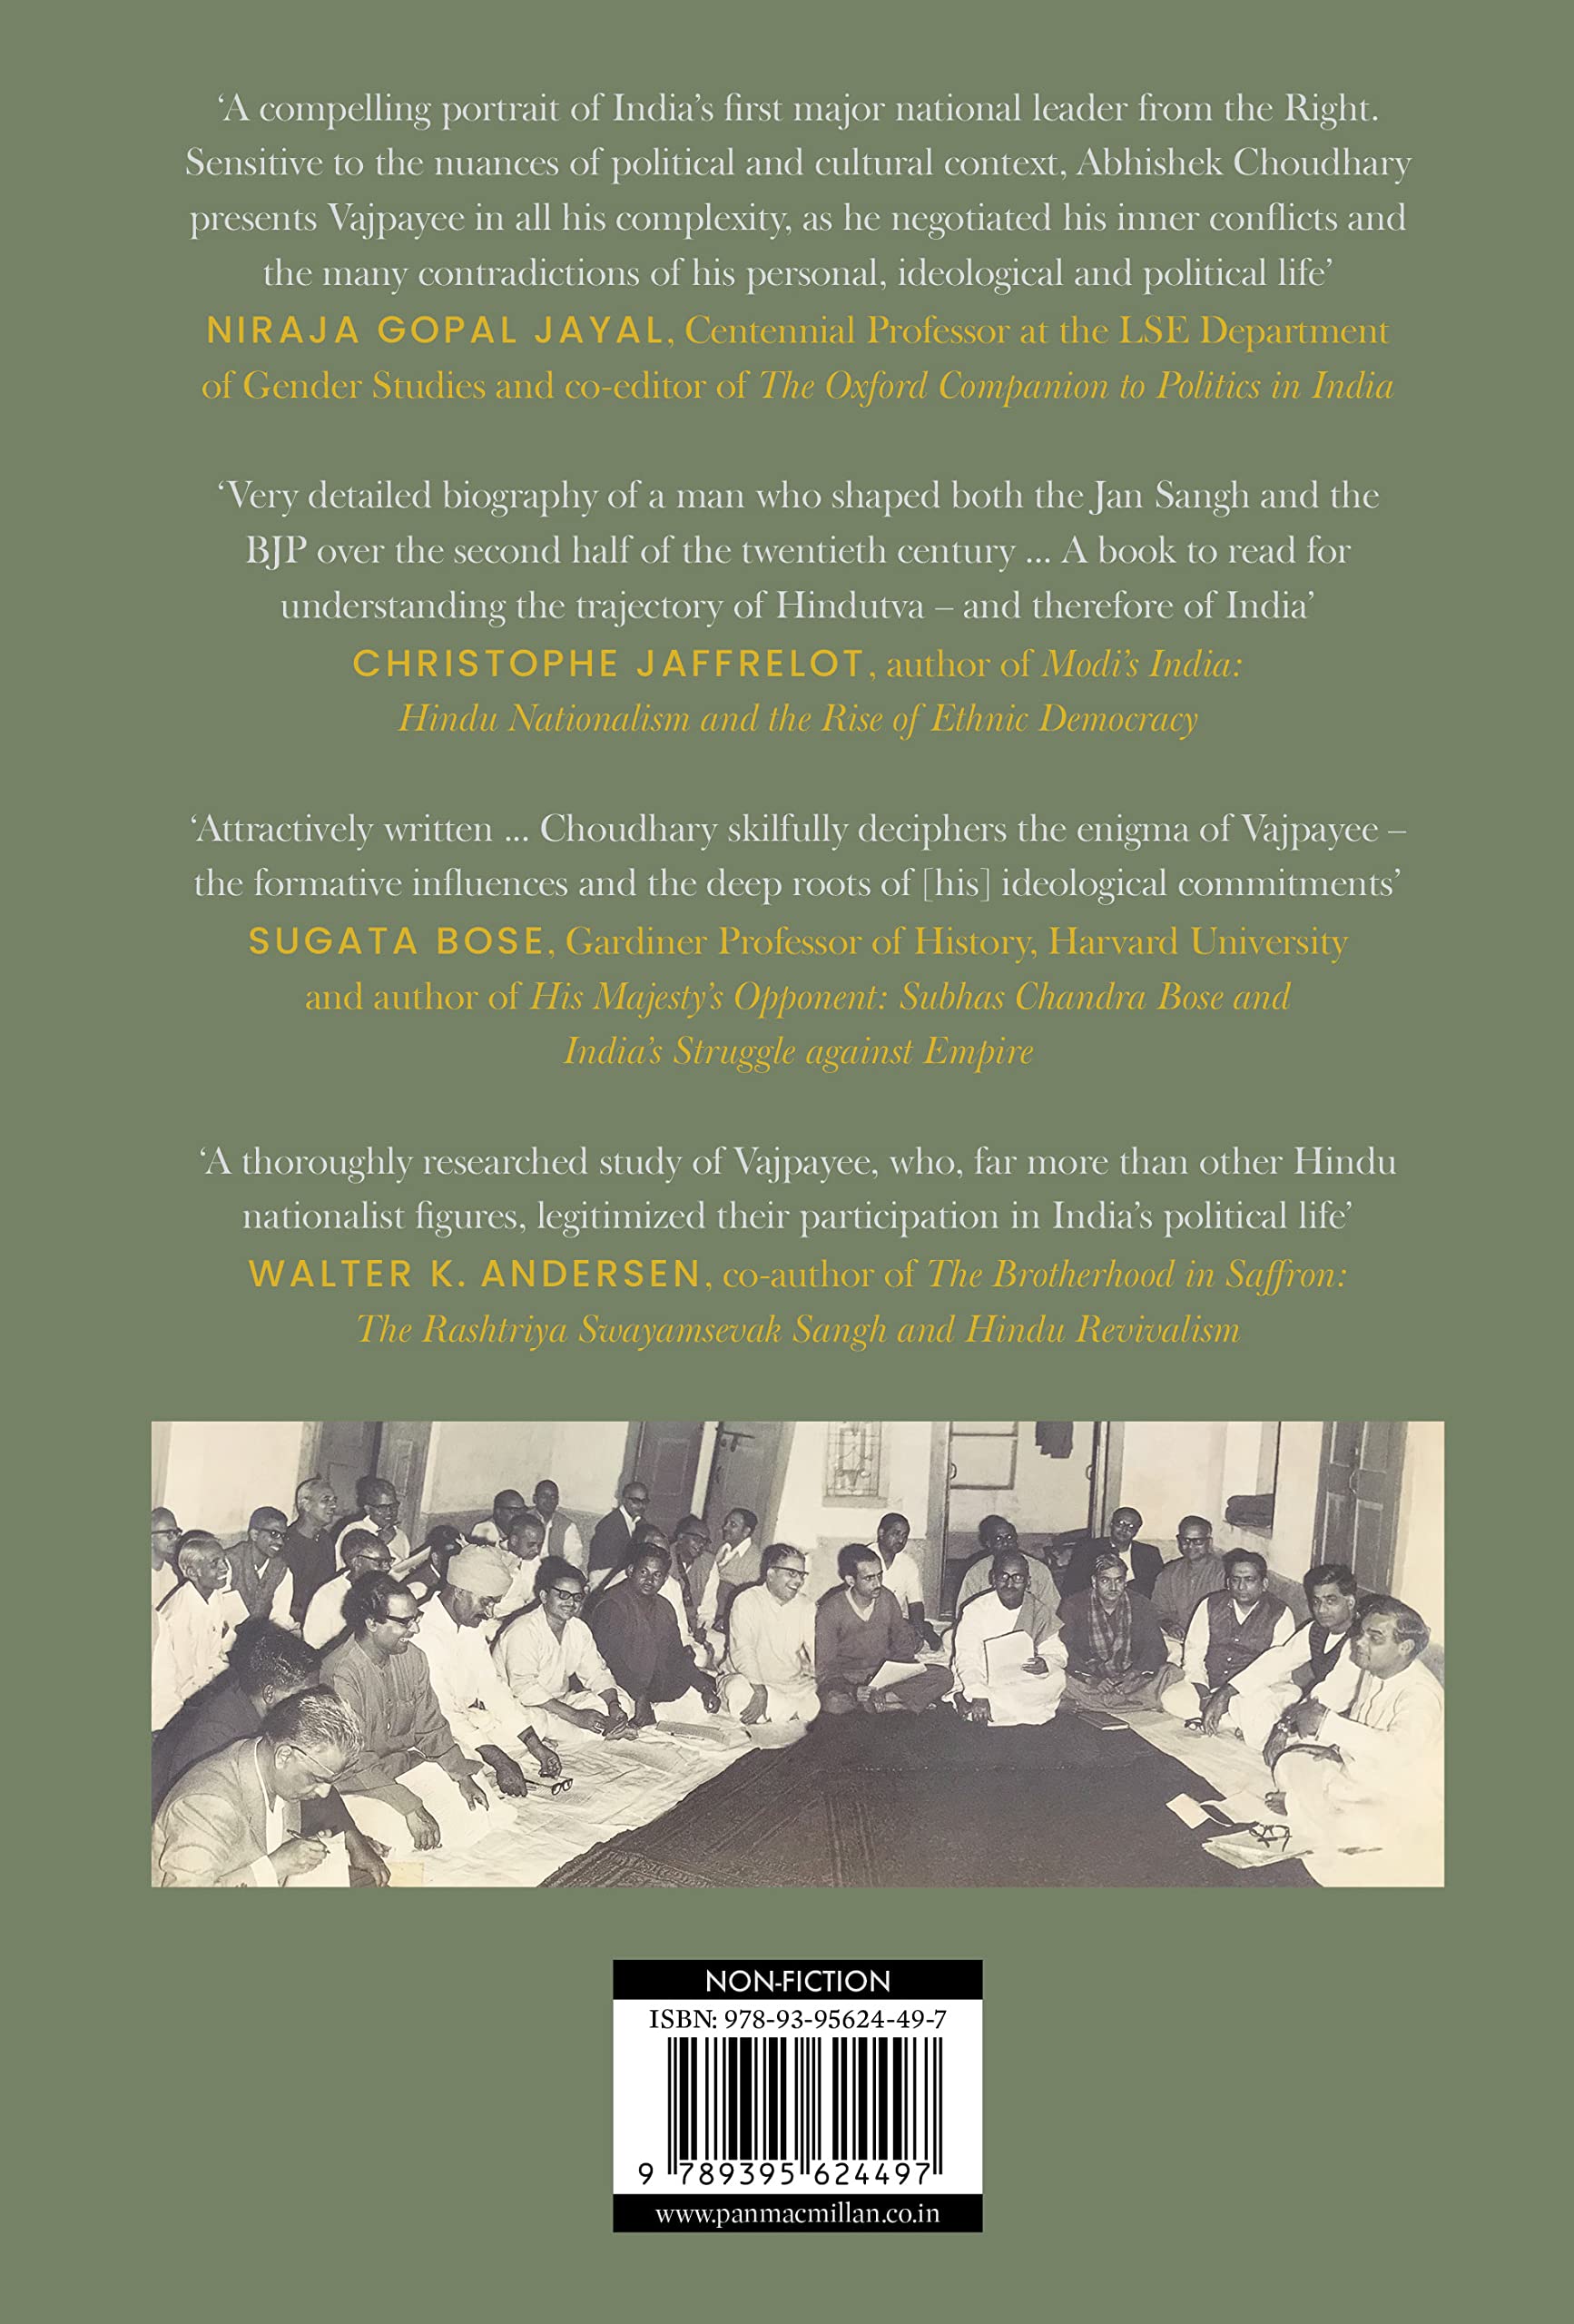 ‘A compelling portrait of India’s first major national leader from the Right.
Sensitive to the nuances of political and cultural context, Abhishek Choudhary
presents Vajpayee in all his complexity, as he negotiated his inner conflicts and
the many contradictions of his personal, ideological and political life’
NIRAJA GOPAL JAYAL, Centennial Professor at the LSE Department
of Gender Studies and co-editor of The Oxford Companion to Politics in India
‘Very detailed biography of a man who shaped both the Jan Sangh and the
BJP over the second half of the twentieth century ... A book to read for
understanding the trajectory of Hindutva – and therefore of India’
CHRISTOPHE JAFFRELOT, author of Modi’s India:
Hindu Nationalism and the Rise of Ethnic Democracy
‘Attractively written ... Choudhary skilfully deciphers the enigma of Vajpayee –
the formative influences and the deep roots of [his] ideological commitments’
SUGATA BOSE, Gardiner Professor of History, Harvard University
and author of His Majesty’s Opponent: Subhas Chandra Bose and
India’s Struggle against Empire
‘A thoroughly researched study of Vajpayee, who, far more than other Hindu
nationalist figures, legitimized their participation in India’s political life’
WALTER K. ANDERSEN, co-author of The Brotherhood in Saffron:
The Rashtriya Swayamsevak Sangh and Hindu Revivalism
NON-FICTION
ISBN: 978-93-95624-49-7
9 789395 624497
www.panmacmillan.co.in